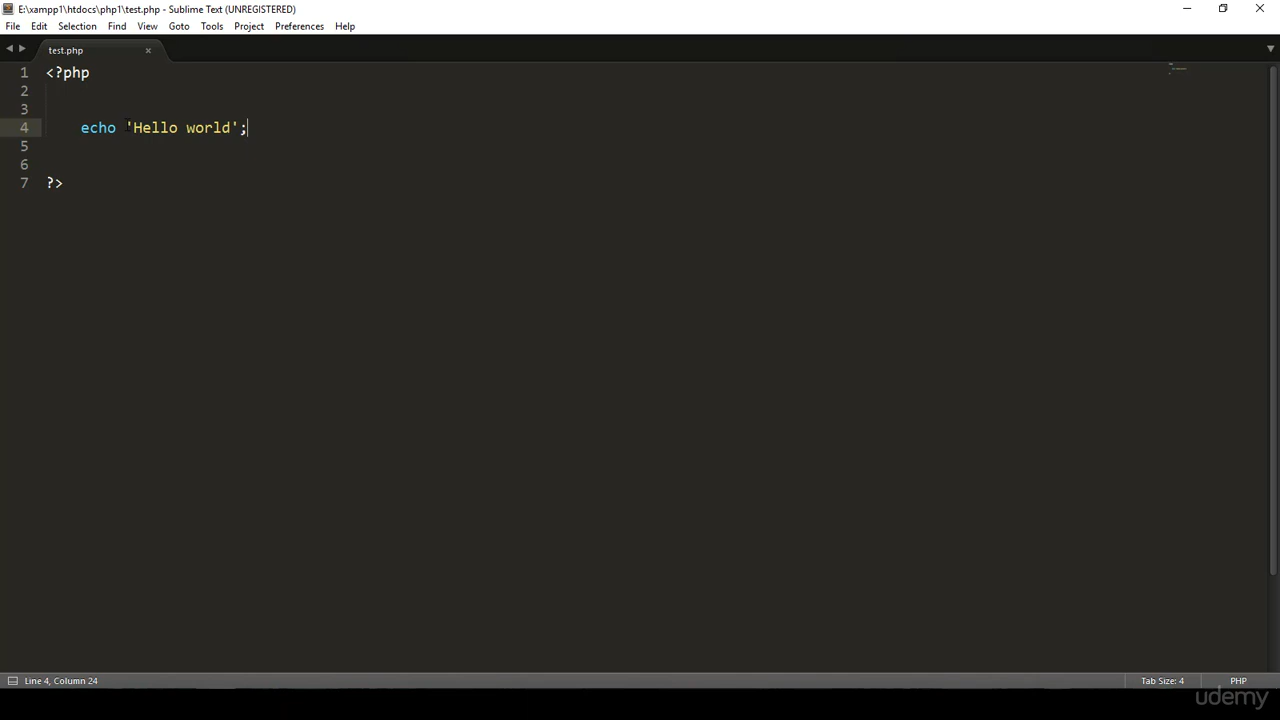 E:\xampp1\htdocs\php1\test.php - Sublime Text (UNREGISTERED)
File Edit Selection Find View Goto Tools Project Preferences Help
test.php
1 <?php
2
3
4 echo 'Hello world';
5
6
7 ?>
Line 4, Column 24 Tab Size: 4 PHP
udemy